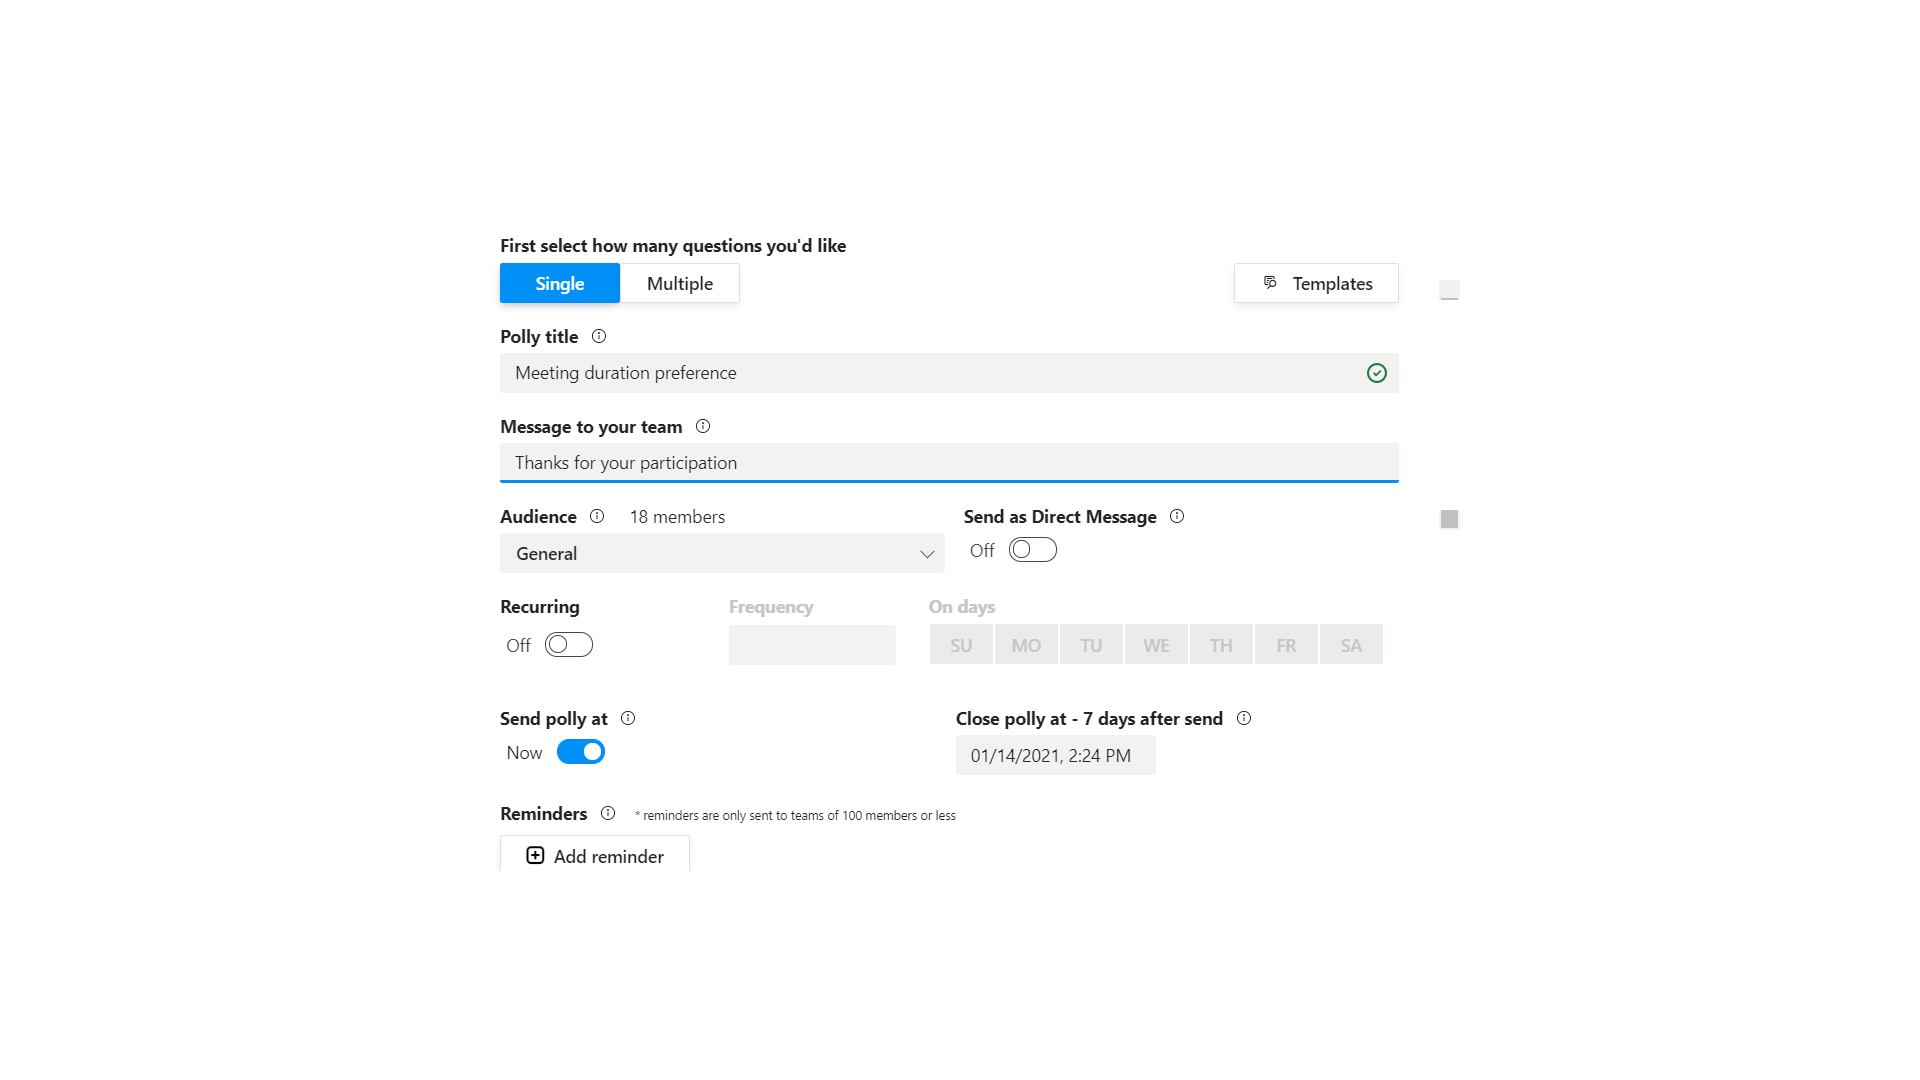 First select how many questions you'd like
Single Multiple Templates
Polly title
Meeting duration preference
Message to your team
Thanks for your participation
Audience 18 members Send as Direct Message
General Off
Recurring Frequency On days
Off SU MO TU WE TH FR SA
Send polly at Close polly at - 7 days after send
Now 01/14/2021, 2:24 PM
Reminders * reminders are only sent to teams of 100 members or less
Add reminder